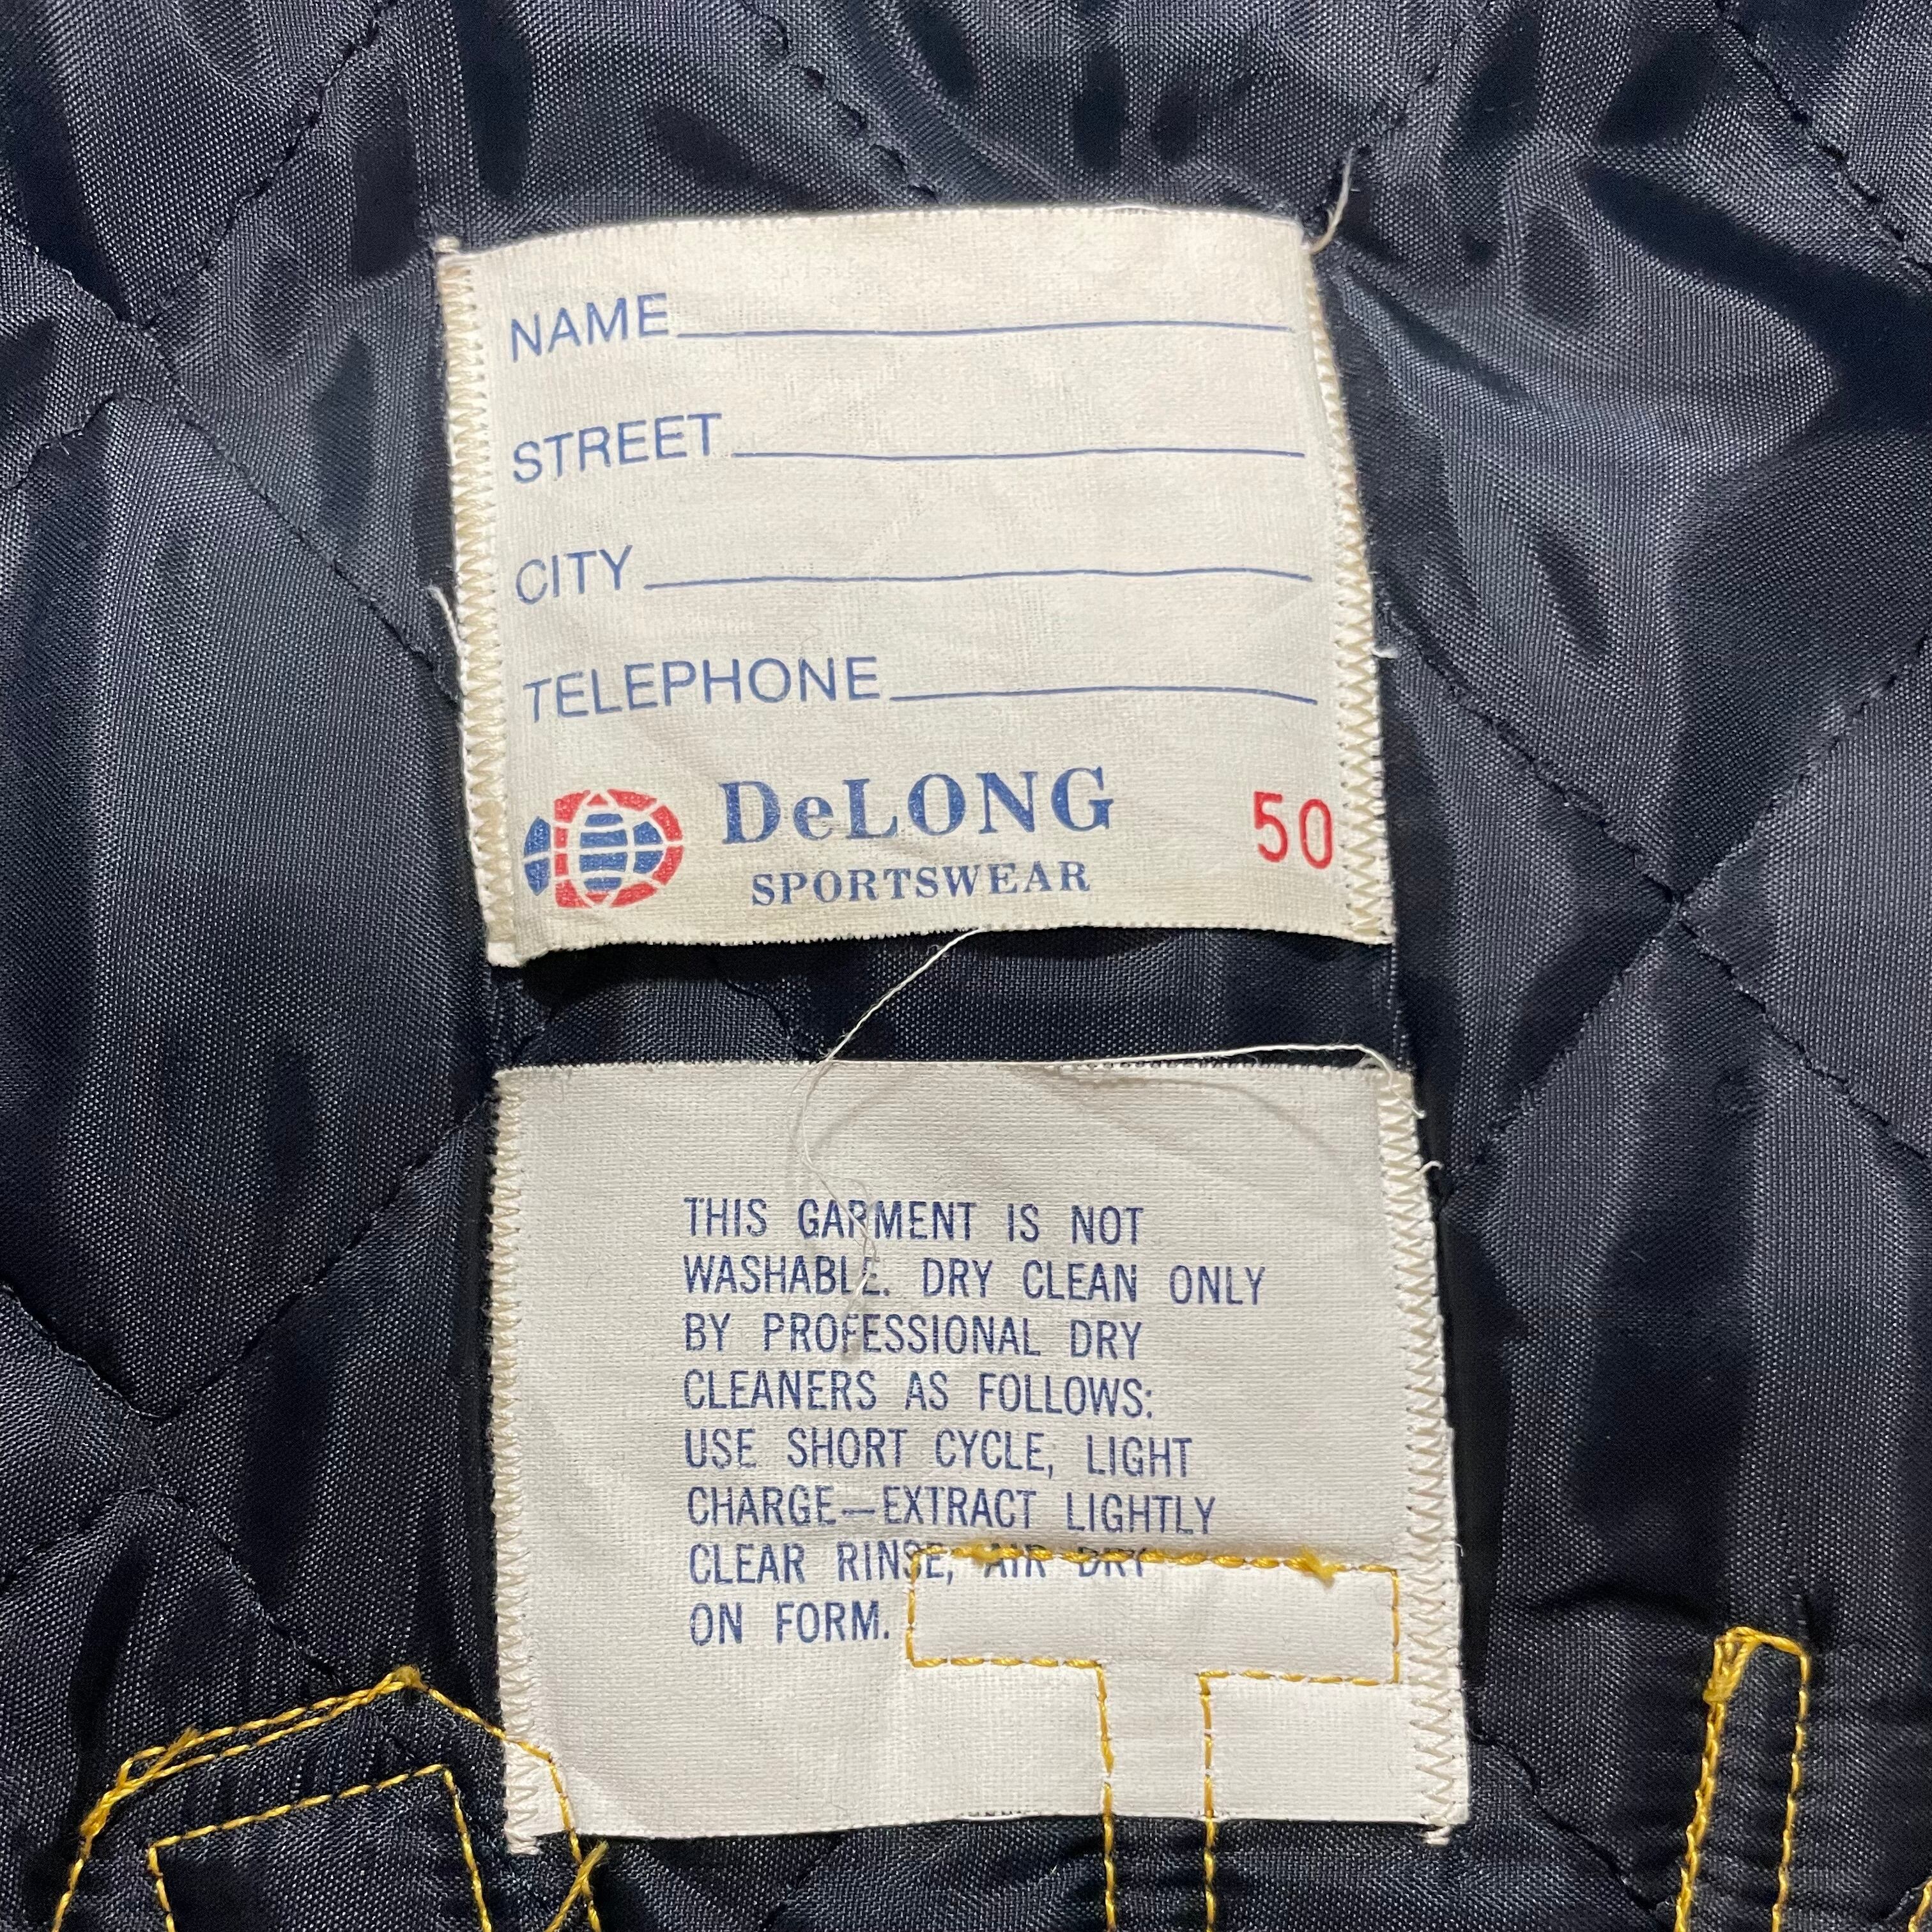 NAME
STREET
CITY
TELEPHONE
DeLONG 50
SPORTSWEAR
THIS GARMENT IS NOT
WASHABLE. DRY CLEAN ONLY
BY PROFESSIONAL DRY
CLEANERS AS FOLLOWS:
USE SHORT CYCLE, LIGHT
CHARGE—EXTRACT LIGHTLY
CLEAR RINSE, AIR DRY
ON FORM.